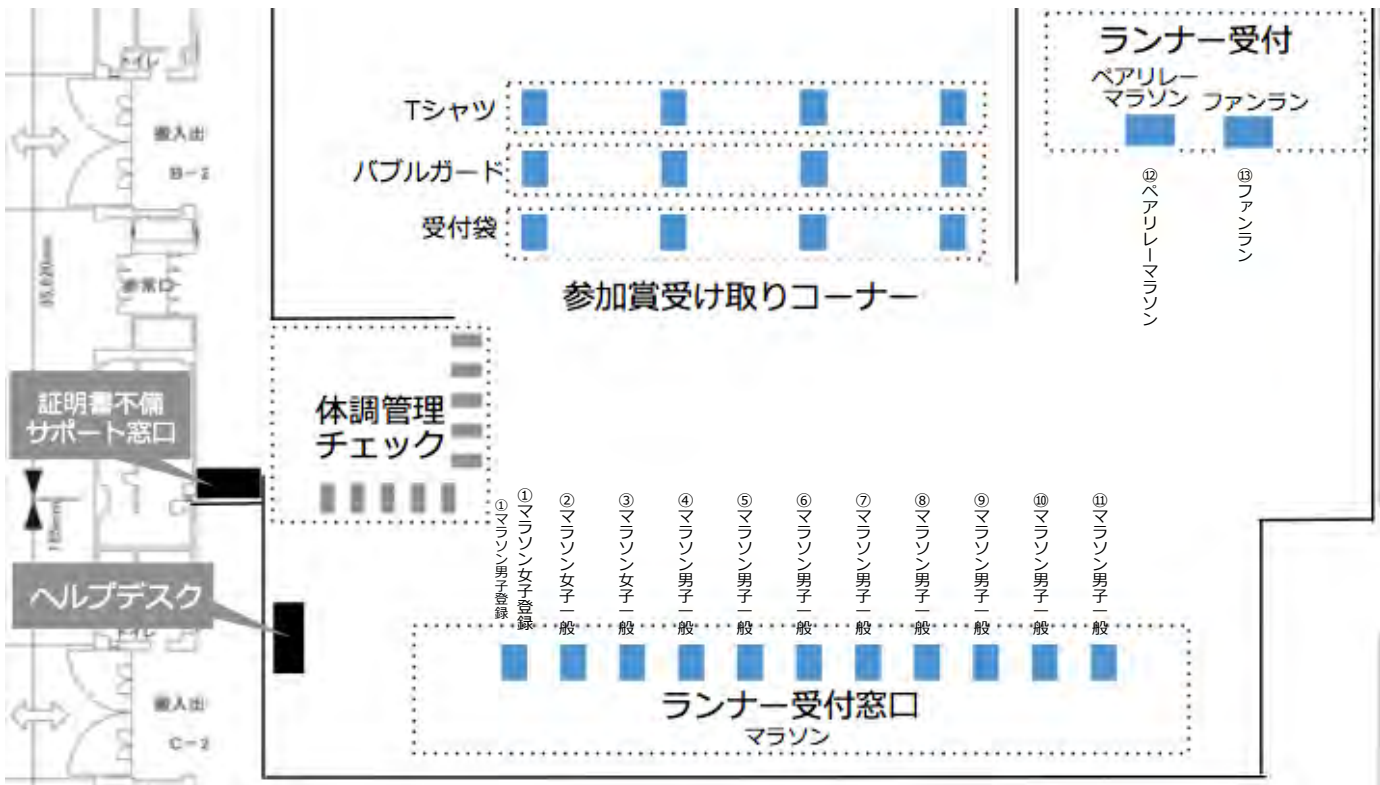 トイレ
搬入出
B-2
35,820mm
非常口
証明書不備
サポート窓口
185mm
ヘルプデスク
トイレ
搬入出
C-2
Tシャツ
バブルガード
受付袋
参加賞受け取りコーナー
ランナー受付
ペアリレー
マラソン
ファンラン
⑫ペアリレーマラソン
⑬ファンラン
体調管理
チェック
①マラソン男子登録
①マラソン女子登録
②マラソン女子一般
③マラソン女子一般
④マラソン男子一般
⑤マラソン男子一般
⑥マラソン男子一般
⑦マラソン男子一般
⑧マラソン男子一般
⑨マラソン男子一般
⑩マラソン男子一般
⑪マラソン男子一般
ランナー受付窓口
マラソン